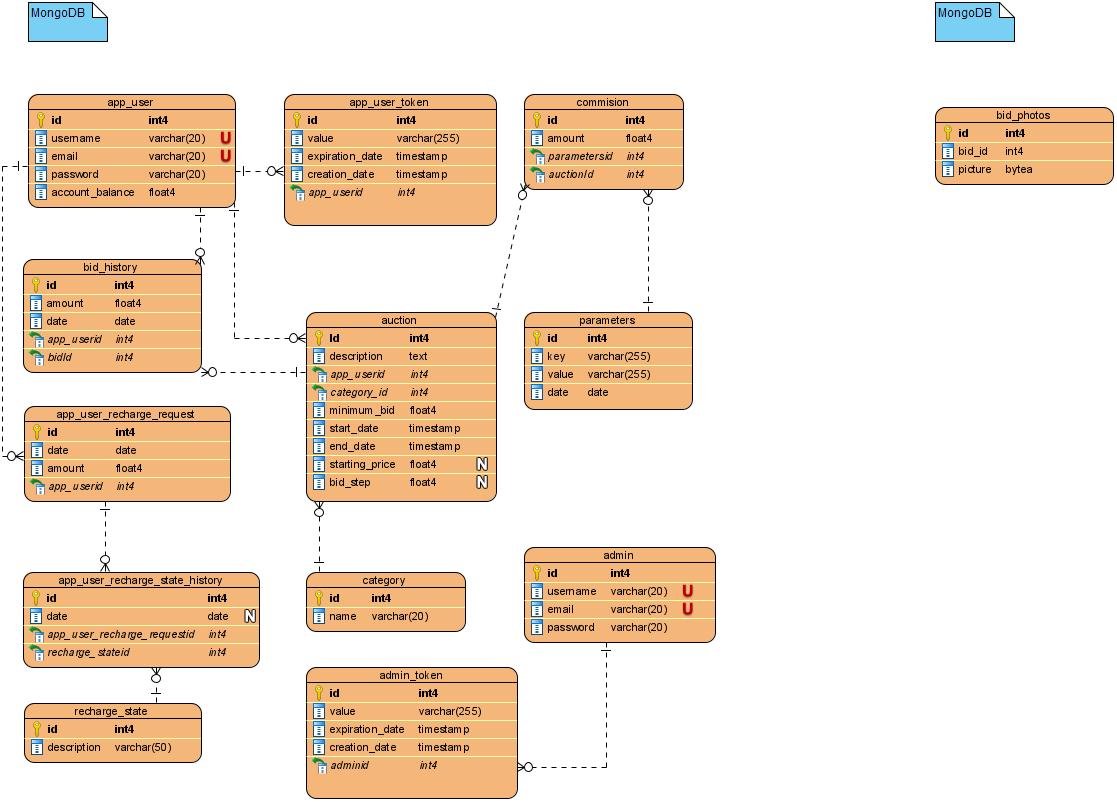 MongoDB
MongoDB
app_user
id int4
username varchar(20) U
email varchar(20) U
password varchar(20)
account_balance float4
app_user_token
id int4
value varchar(255)
expiration_date timestamp
creation_date timestamp
app_userid int4
commision
id int4
amount float4
parametersid int4
auctionId int4
bid_photos
id int4
bid_id int4
picture bytea
bid_history
id int4
amount float4
date date
app_userid int4
bidId int4
auction
Id int4
description text
app_userid int4
category_id int4
minimum_bid float4
start_date timestamp
end_date timestamp
starting_price float4 N
bid_step float4 N
parameters
id int4
key varchar(255)
value varchar(255)
date date
app_user_recharge_request
id int4
date date
amount float4
app_userid int4
app_user_recharge_state_history
id int4
date date N
app_user_recharge_requestid int4
recharge_stateid int4
category
id int4
name varchar(20)
admin
id int4
username varchar(20) U
email varchar(20) U
password varchar(20)
recharge_state
id int4
description varchar(50)
admin_token
id int4
value varchar(255)
expiration_date timestamp
creation_date timestamp
adminid int4